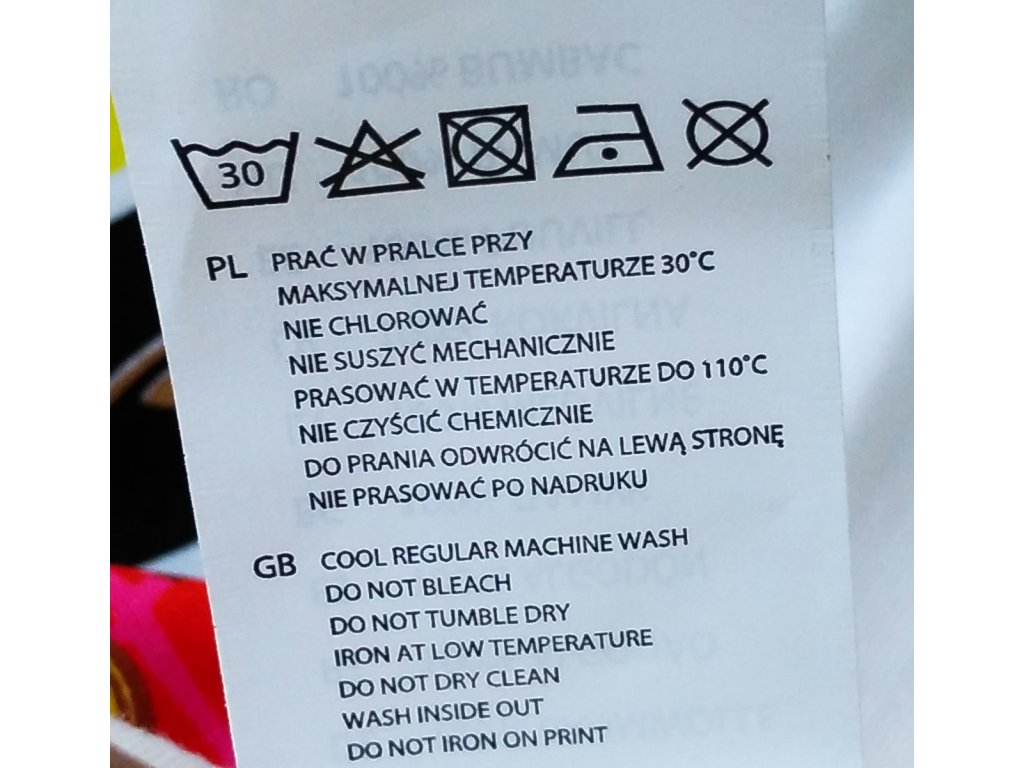 30
PL PRAĆ W PRALCE PRZY
MAKSYMALNEJ TEMPERATURZE 30°C
NIE CHLOROWAĆ
NIE SUSZYĆ MECHANICZNIE
PRASOWAĆ W TEMPERATURZE DO 110°C
NIE CZYŚCIĆ CHEMICZNIE
DO PRANIA ODWRÓCIĆ NA LEWĄ STRONĘ
NIE PRASOWAĆ PO NADRUKU
GB COOL REGULAR MACHINE WASH
DO NOT BLEACH
DO NOT TUMBLE DRY
IRON AT LOW TEMPERATURE
DO NOT DRY CLEAN
WASH INSIDE OUT
DO NOT IRON ON PRINT